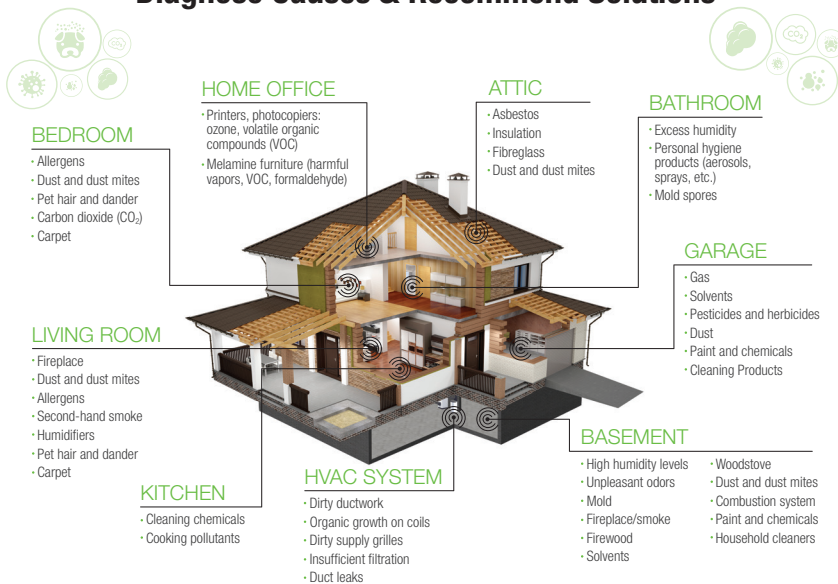 Diagnose Causes & Recommend Solutions
CO₂
CO₂
HOME OFFICE
· Printers, photocopiers:
ozone, volatile organic
compounds (VOC)
· Melamine furniture (harmful
vapors, VOC, formaldehyde)
ATTIC
· Asbestos
· Insulation
· Fibreglass
· Dust and dust mites
BATHROOM
· Excess humidity
· Personal hygiene
products (aerosols,
sprays, etc.)
· Mold spores
BEDROOM
· Allergens
· Dust and dust mites
· Pet hair and dander
· Carbon dioxide (CO₂)
· Carpet
GARAGE
· Gas
· Solvents
· Pesticides and herbicides
· Dust
· Paint and chemicals
· Cleaning Products
LIVING ROOM
· Fireplace
· Dust and dust mites
· Allergens
· Second-hand smoke
· Humidifiers
· Pet hair and dander
· Carpet
KITCHEN
· Cleaning chemicals
· Cooking pollutants
HVAC SYSTEM
· Dirty ductwork
· Organic growth on coils
· Dirty supply grilles
· Insufficient filtration
· Duct leaks
BASEMENT
· High humidity levels
· Unpleasant odors
· Mold
· Fireplace/smoke
· Firewood
· Solvents
· Woodstove
· Dust and dust mites
· Combustion system
· Paint and chemicals
· Household cleaners